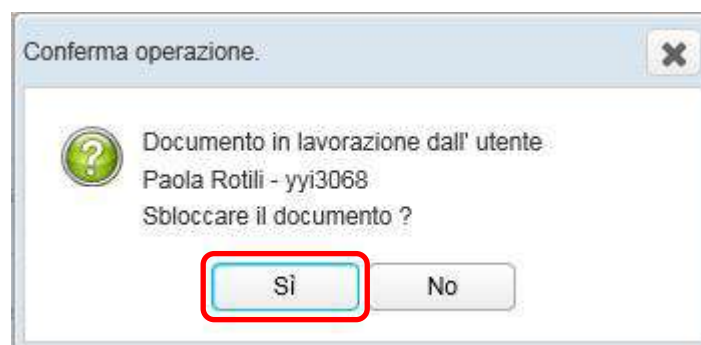 Conferma operazione.
Documento in lavorazione dall' utente
Paola Rotili - yyi3068
Sbloccare il documento ?
Sì
No